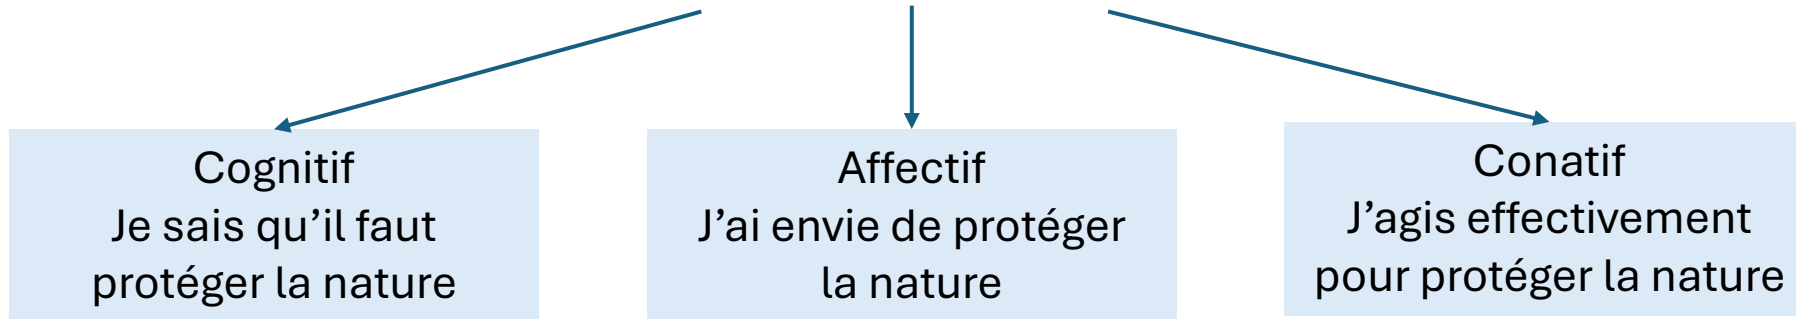 Cognitif
Je sais qu’il faut
protéger la nature
Affectif
J’ai envie de protéger
la nature
Conatif
J’agis effectivement
pour protéger la nature